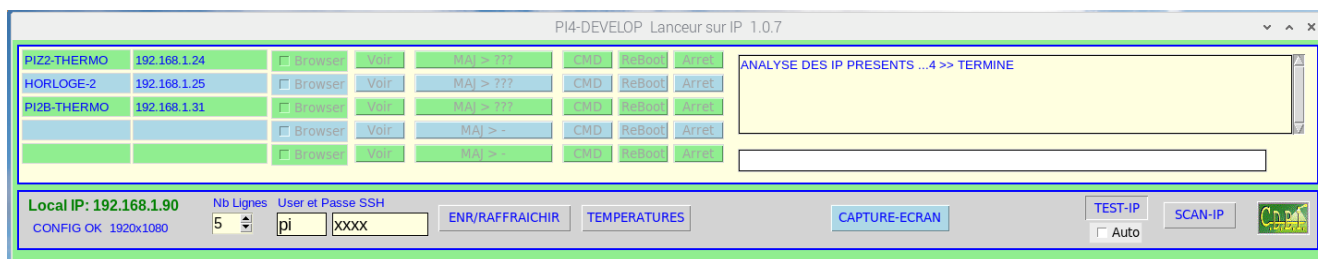 PI4-DEVELOP Lanceur sur IP 1.0.7
PIZ2-THERMO 192.168.1.24 Browser Voir MAJ > ??? CMD ReBoot Arret
HORLOGE-2 192.168.1.25 Browser Voir MAJ > ??? CMD ReBoot Arret
PI2B-THERMO 192.168.1.31 Browser Voir MAJ > ??? CMD ReBoot Arret
Browser Voir MAJ > - CMD ReBoot Arret
Browser Voir MAJ > - CMD ReBoot Arret
ANALYSE DES IP PRESENTS ...4 >> TERMINE
Local IP: 192.168.1.90
CONFIG OK 1920x1080
Nb Lignes
5
User et Passe SSH
pi xxxx
ENR/RAFFRAICHIR
TEMPERATURES
CAPTURE-ECRAN
TEST-IP
Auto
SCAN-IP